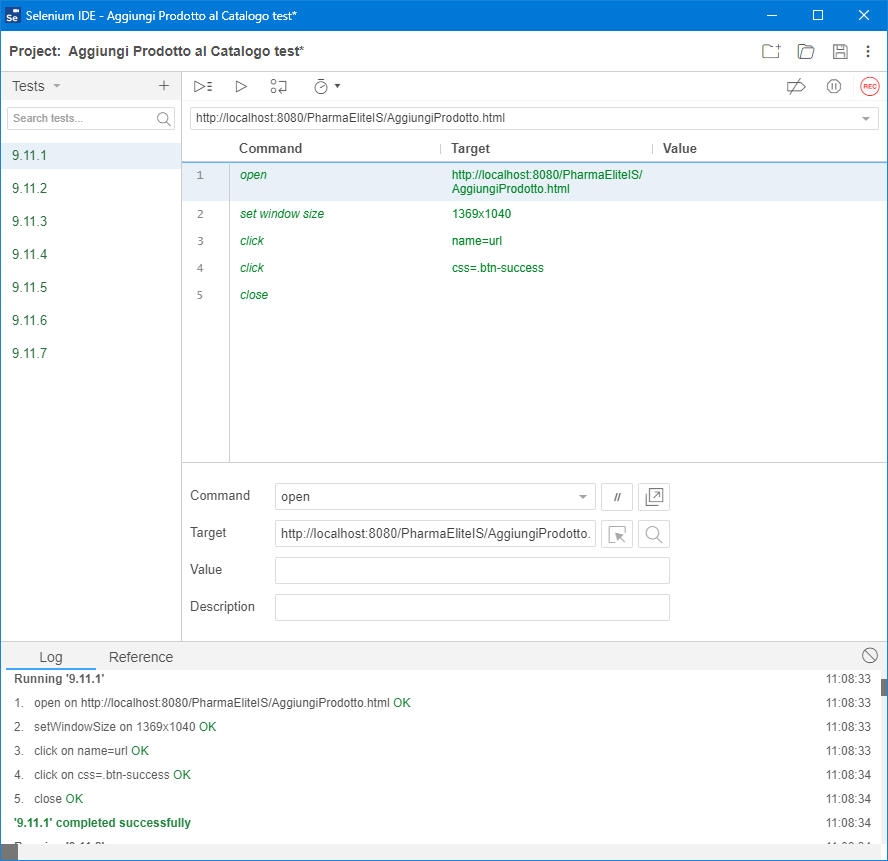 Se Selenium IDE - Aggiungi Prodotto al Catalogo test*
Project: Aggiungi Prodotto al Catalogo test*
Tests
REC
Search tests...
http://localhost:8080/PharmaEliteIS/AggiungiProdotto.html
Command Target Value
9.11.1
9.11.2
9.11.3
9.11.4
9.11.5
9.11.6
9.11.7
1 open http://localhost:8080/PharmaEliteIS/
AggiungiProdotto.html
2 set window size 1369x1040
3 click name=url
4 click css=.btn-success
5 close
Command open //
Target http://localhost:8080/PharmaEliteIS/AggiungiProdotto.
Value
Description
Log Reference
Running '9.11.1' 11:08:33
1. open on http://localhost:8080/PharmaEliteIS/AggiungiProdotto.html OK 11:08:33
2. setWindowSize on 1369x1040 OK 11:08:33
3. click on name=url OK 11:08:33
4. click on css=.btn-success OK 11:08:34
5. close OK 11:08:34
'9.11.1' completed successfully 11:08:34